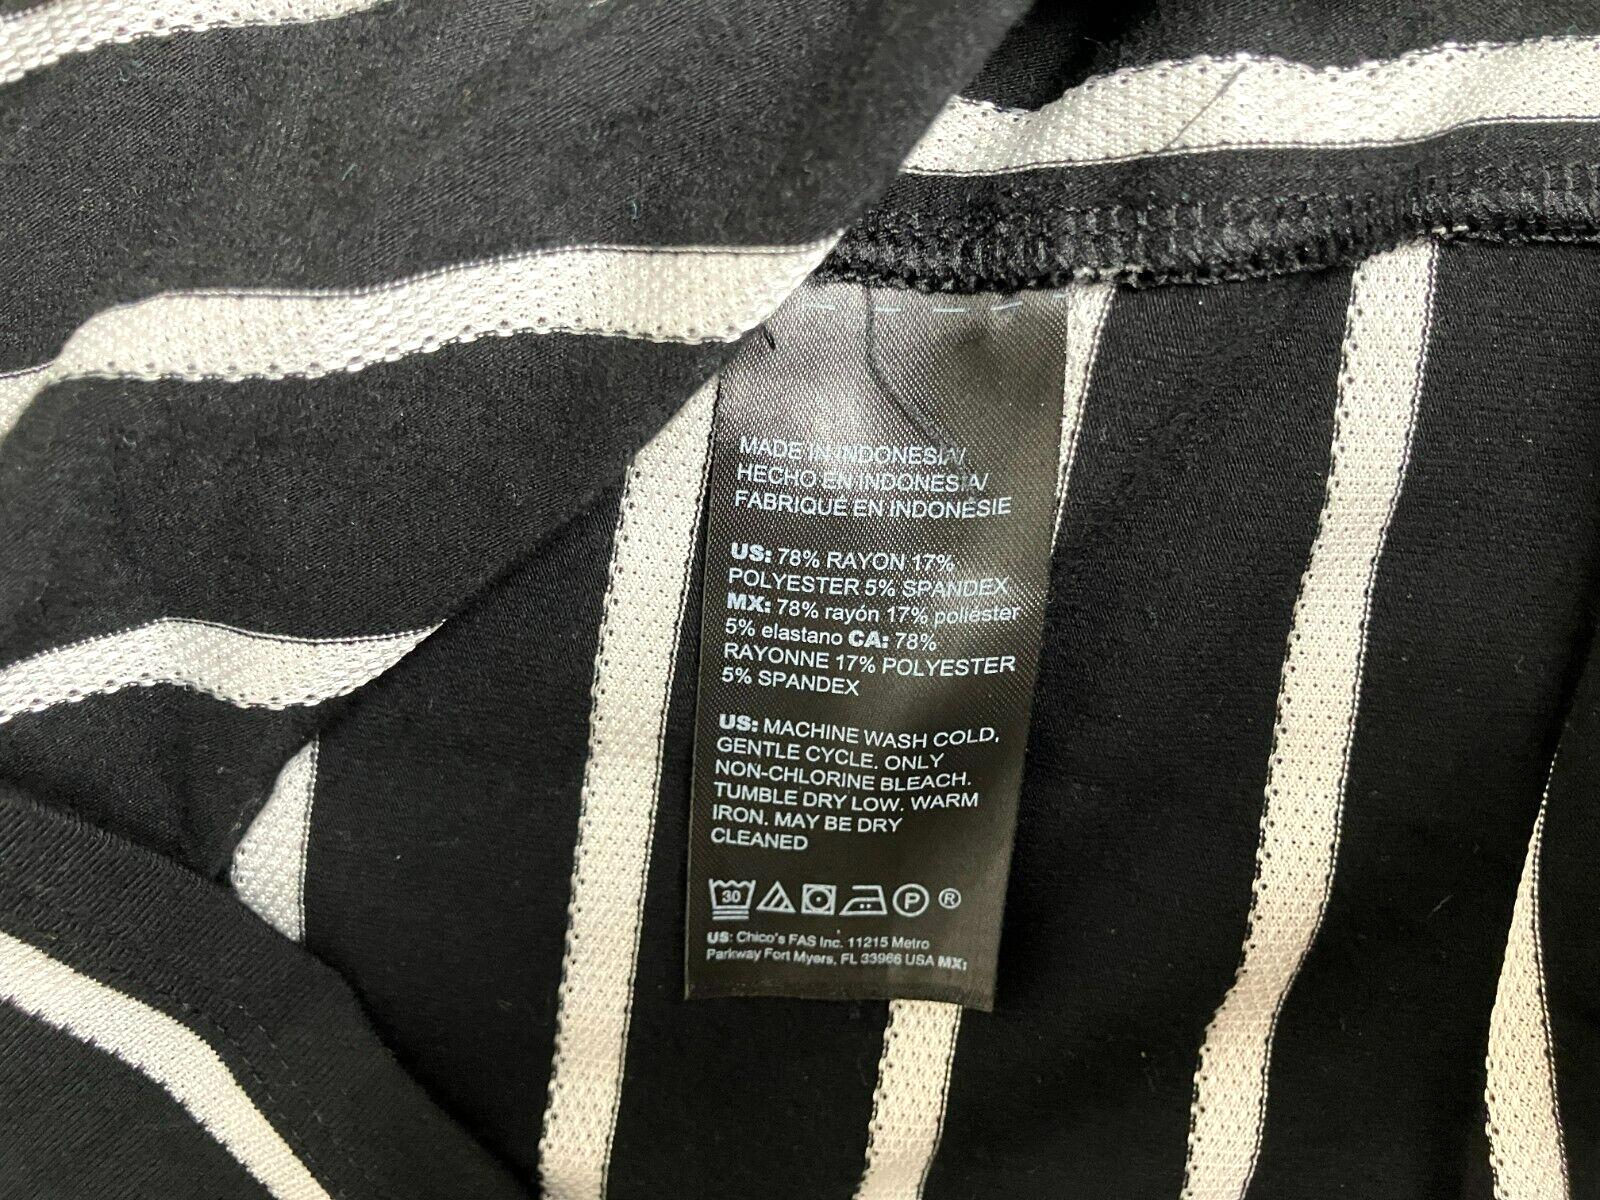 MADE IN INDONESIA/
HECHO EN INDONESIA/
FABRIQUE EN INDONÉSIE
US: 78% RAYON 17%
POLYESTER 5% SPANDEX
MX: 78% rayón 17% poliéster
5% elastano CA: 78%
RAYONNE 17% POLYESTER
5% SPANDEX
US: MACHINE WASH COLD,
GENTLE CYCLE. ONLY
NON-CHLORINE BLEACH.
TUMBLE DRY LOW. WARM
IRON. MAY BE DRY
CLEANED
30 P ®
US: Chico's FAS Inc. 11215 Metro
Parkway Fort Myers, FL 33966 USA MX: